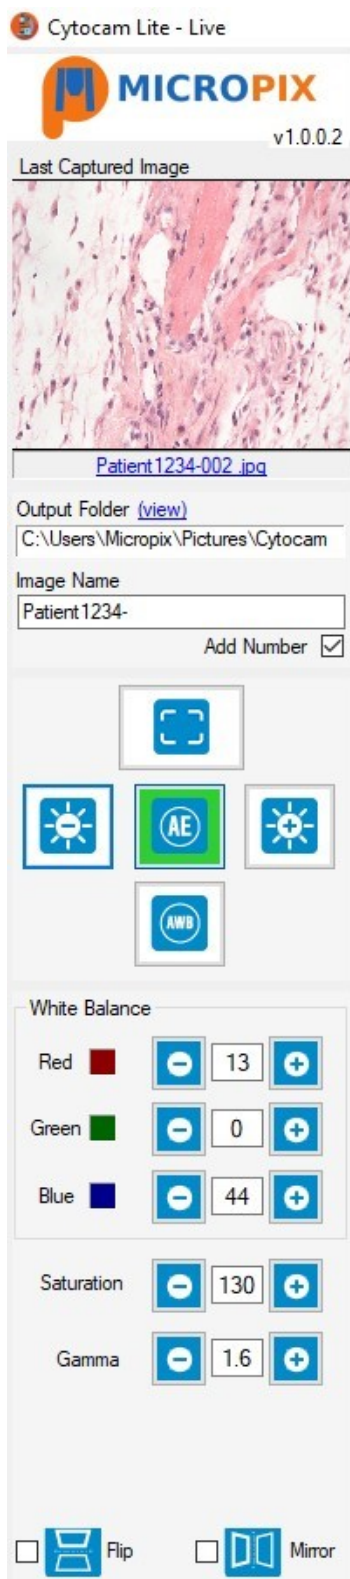 Cytocam Lite - Live
MICROPIX
v1.0.0.2
Last Captured Image
Patient1234-002 .jpg
Output Folder (view)
C:\Users\Micropix\Pictures\Cytocam
Image Name
Patient1234-
Add Number
AE
AWB
White Balance
Red 13
Green 0
Blue 44
Saturation 130
Gamma 1.6
Flip Mirror